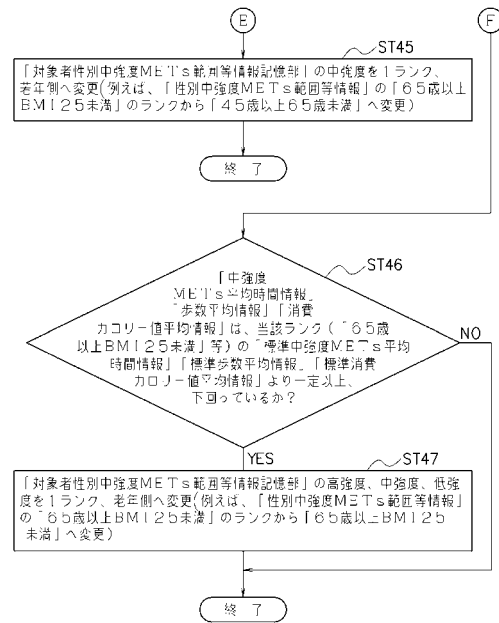 E
F
ST45
「対象者性別中強度METs範囲等情報記憶部」の中強度を1ランク、
若年側へ変更(例えば、「性別中強度METs範囲等情報」の「65歳以上
BMI25未満」のランクから「45歳以上65歳未満」へ変更)
終 了
ST46
「中強度
METs平均時間情報」
「歩数平均情報」「消費
カロリー値平均情報」は、当該ランク(「65歳
以上BMI25未満」等)の「標準中強度METs平均
時間情報」「標準歩数平均情報」、「標準消費
カロリー値平均情報」より一定以上、
下回っているか?
NO
YES
ST47
「対象者性別中強度METs範囲等情報記憶部」の高強度、中強度、低強
度を1ランク、老年側へ変更(例えば、「性別中強度METs範囲等情報」
の「65歳以上BMI25未満」のランクから「65歳以上BMI25
未満」へ変更)
終 了